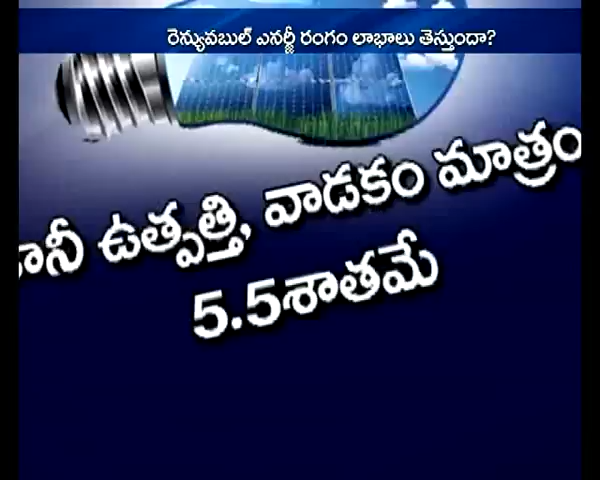 రెన్యువబుల్ ఎనర్జీ రంగం లాభాలు తెస్తుందా?
కానీ ఉత్పత్తి, వాడకం మాత్రం
5.5శాతమే